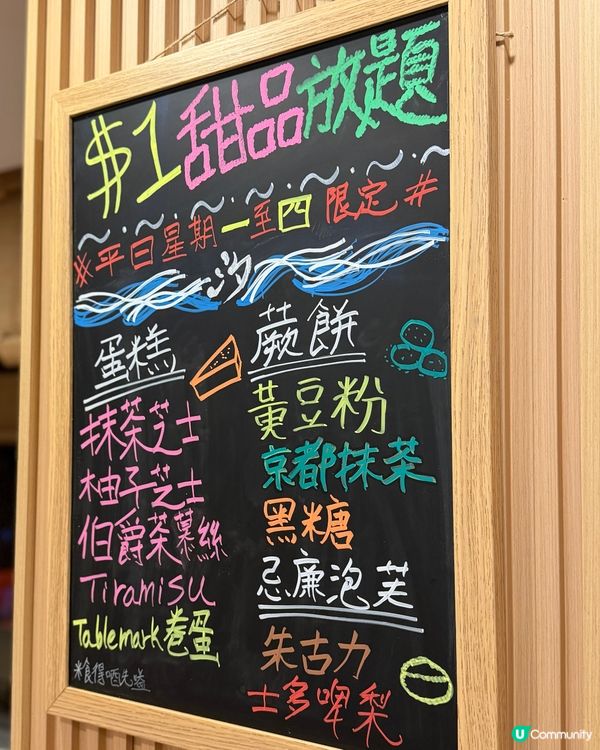 $1甜品放題
※平日星期一至四限定#
汐
蛋糕
抹茶芝士
柚子芝士
伯爵茶慕絲
Tiramisu
Tablemark卷蛋
蕨餅
黃豆粉
京都抹茶
黑糖
忌廉泡芙
朱古力
士多啤梨
U Community